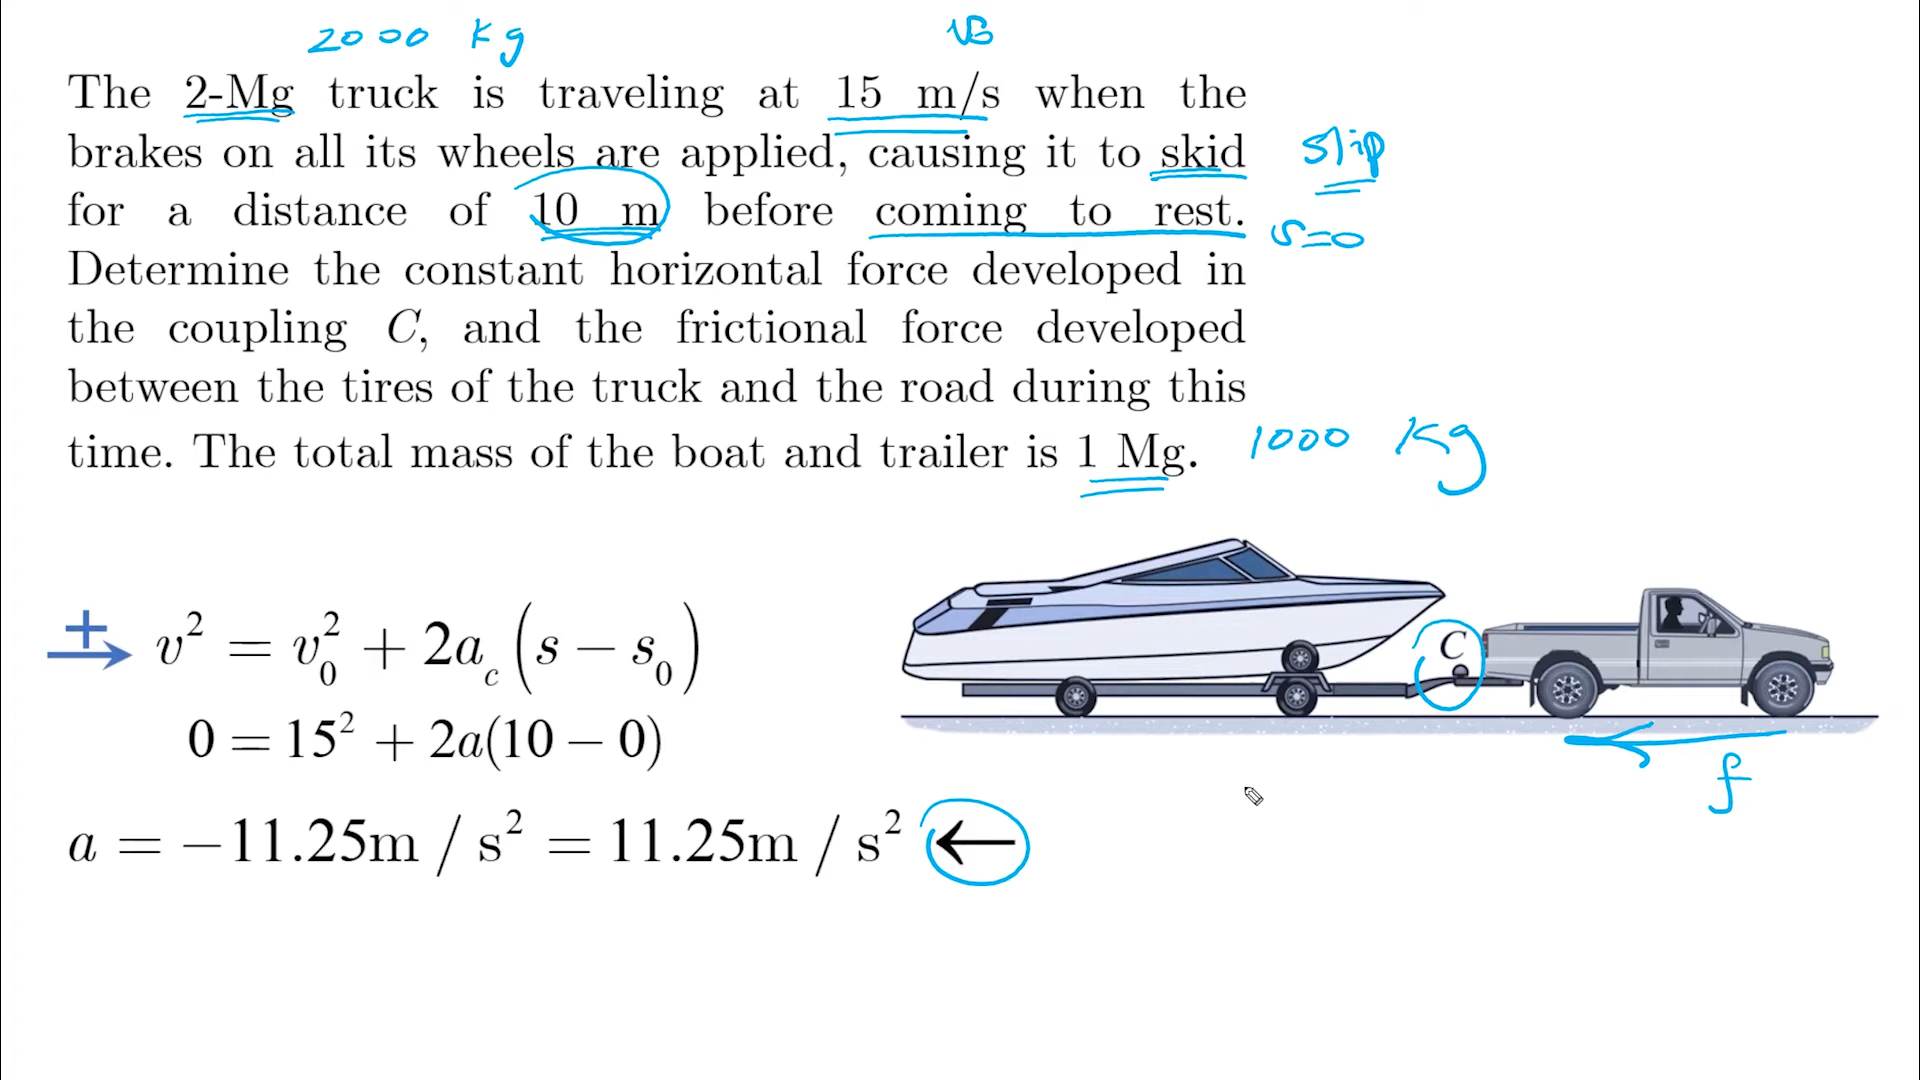 2000 Kg
v0
The 2-Mg truck is traveling at 15 m/s when the
brakes on all its wheels are applied, causing it to skid
slip
for a distance of 10 m before coming to rest.
v=0
Determine the constant horizontal force developed in
the coupling C, and the frictional force developed
between the tires of the truck and the road during this
time. The total mass of the boat and trailer is 1 Mg.
1000 Kg
+→ v² = v₀² + 2a_c (s − s₀)
C
0 = 15² + 2a(10 − 0)
f
a = −11.25m / s² = 11.25m / s² ←